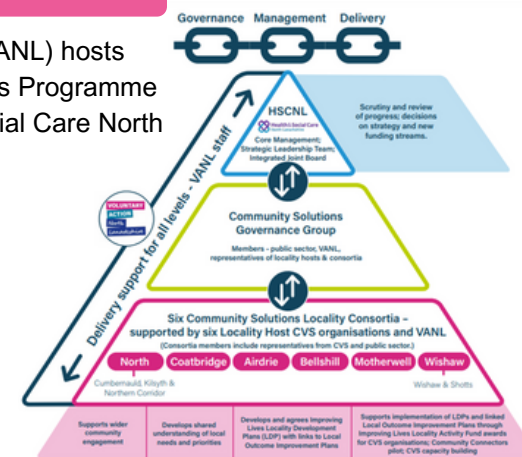 Governance Management Delivery
ANL) hosts
s Programme
ial Care North
HSCNL
Health & Social Care
North Lanarkshire
Core Management;
Strategic Leadership Team;
Integrated Joint Board
Scrutiny and review
of progress; decisions
on strategy and new
funding streams.
Delivery support for all levels - VANL staff
VOLUNTARY
ACTION
North
Lanarkshire
Community Solutions
Governance Group
Members - public sector, VANL,
representatives of locality hosts & consortia
Six Community Solutions Locality Consortia –
supported by six Locality Host CVS organisations and VANL
(Consortia members include representatives from CVS and public sector.)
North Coatbridge Airdrie Bellshill Motherwell Wishaw
Cumbernauld, Kilsyth &
Northern Corridor
Wishaw & Shotts
Supports wider
community
engagement
Develops shared
understanding of local
needs and priorities
Develops and agrees Improving
Lives Locality Development
Plans (LDP) with links to Local
Outcome Improvement Plans
Supports implementation of LDPs and linked
Local Outcome Improvement Plans through
Improving Lives Locality Activity Fund awards
for CVS organisations; Community Connectors
pilot; CVS capacity building